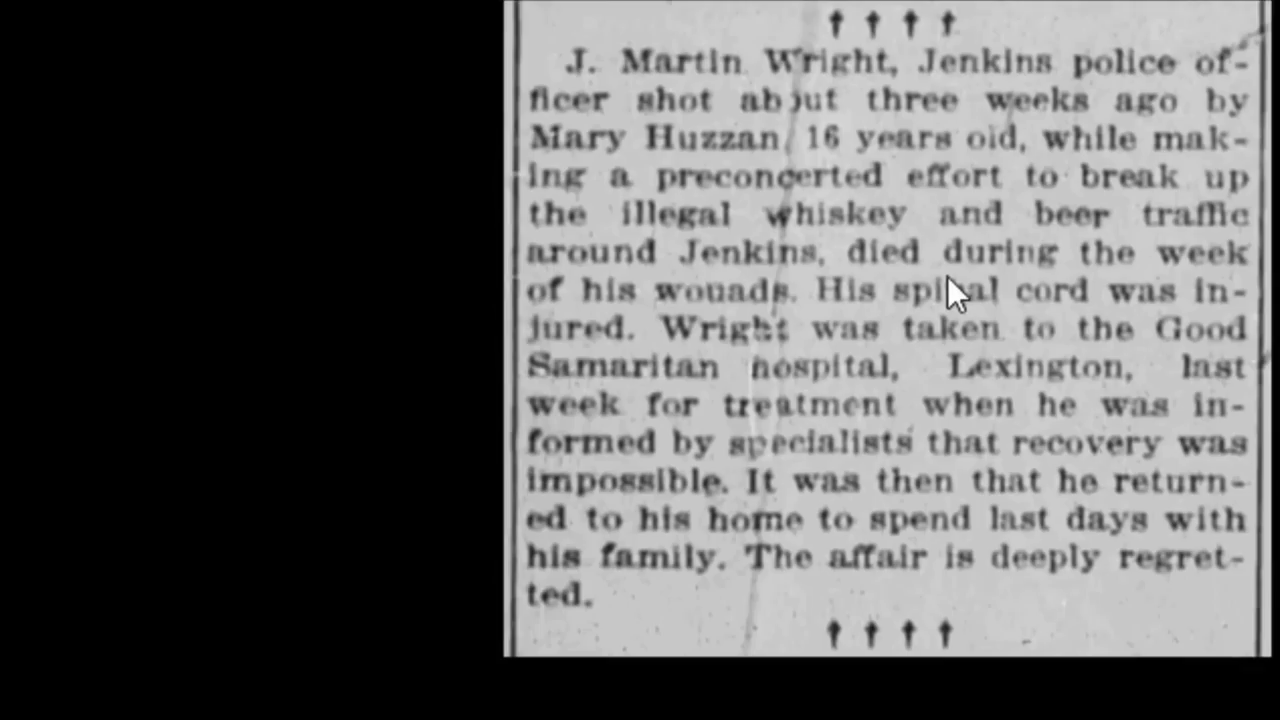 † † † †
J. Martin Wright, Jenkins police of-
ficer shot about three weeks ago by
Mary Huzzan, 16 years old, while mak-
ing a preconcerted effort to break up
the illegal whiskey and beer traffic
around Jenkins, died during the week
of his wouads. His spinal cord was in-
jured. Wright was taken to the Good
Samaritan hospital, Lexington, last
week for treatment when he was in-
formed by specialists that recovery was
impossible. It was then that he return-
ed to his home to spend last days with
his family. The affair is deeply regret-
ted.
† † † †